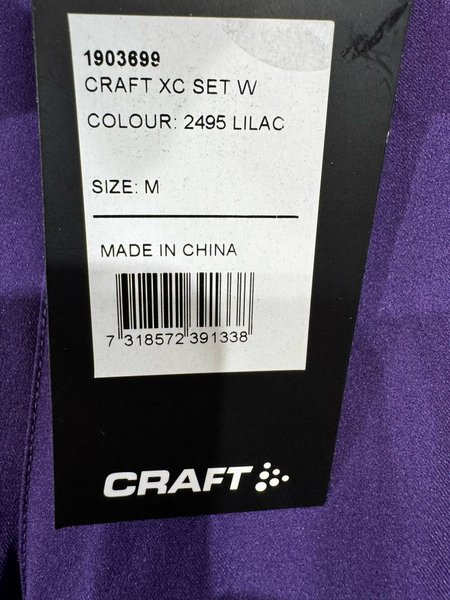 1903699
CRAFT XC SET W
COLOUR: 2495 LILAC
SIZE: M
MADE IN CHINA
7 318572 391338
CRAFT